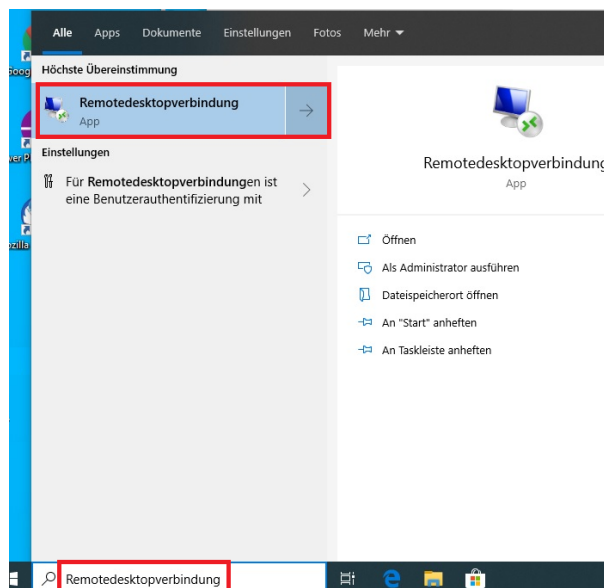 Alle Apps Dokumente Einstellungen Fotos Mehr
Höchste Übereinstimmung
Remotedesktopverbindung
App
Einstellungen
Für Remotedesktopverbindungen ist
eine Benutzerauthentifizierung mit
Remotedesktopverbindung
App
Öffnen
Als Administrator ausführen
Dateispeicherort öffnen
An "Start" anheften
An Taskleiste anheften
Remotedesktopverbindung